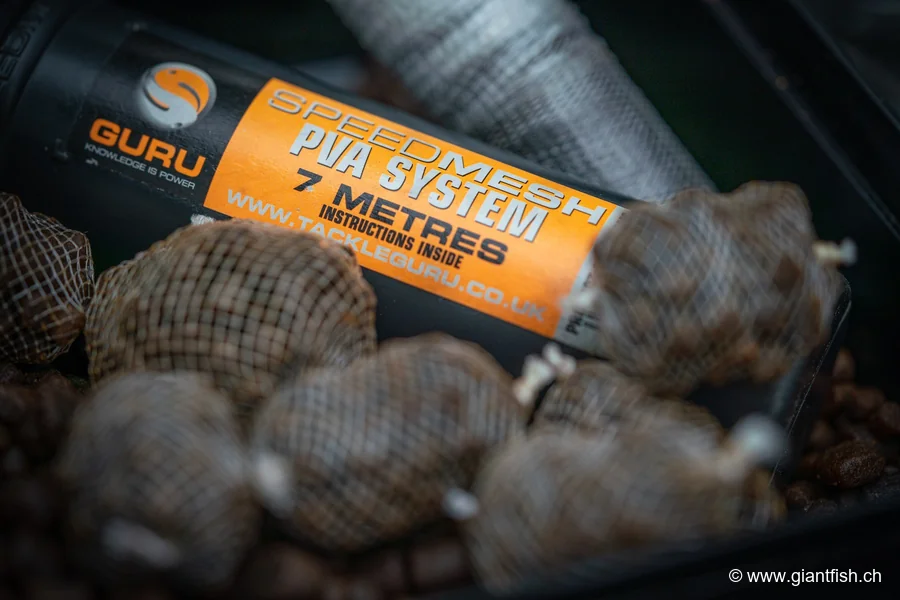 GURU
KNOWLEDGE IS POWER
SPEEDMESH
PVA SYSTEM
7 METRES
INSTRUCTIONS INSIDE
WWW.TACKLEGURU.CO.UK
© www.giantfish.ch